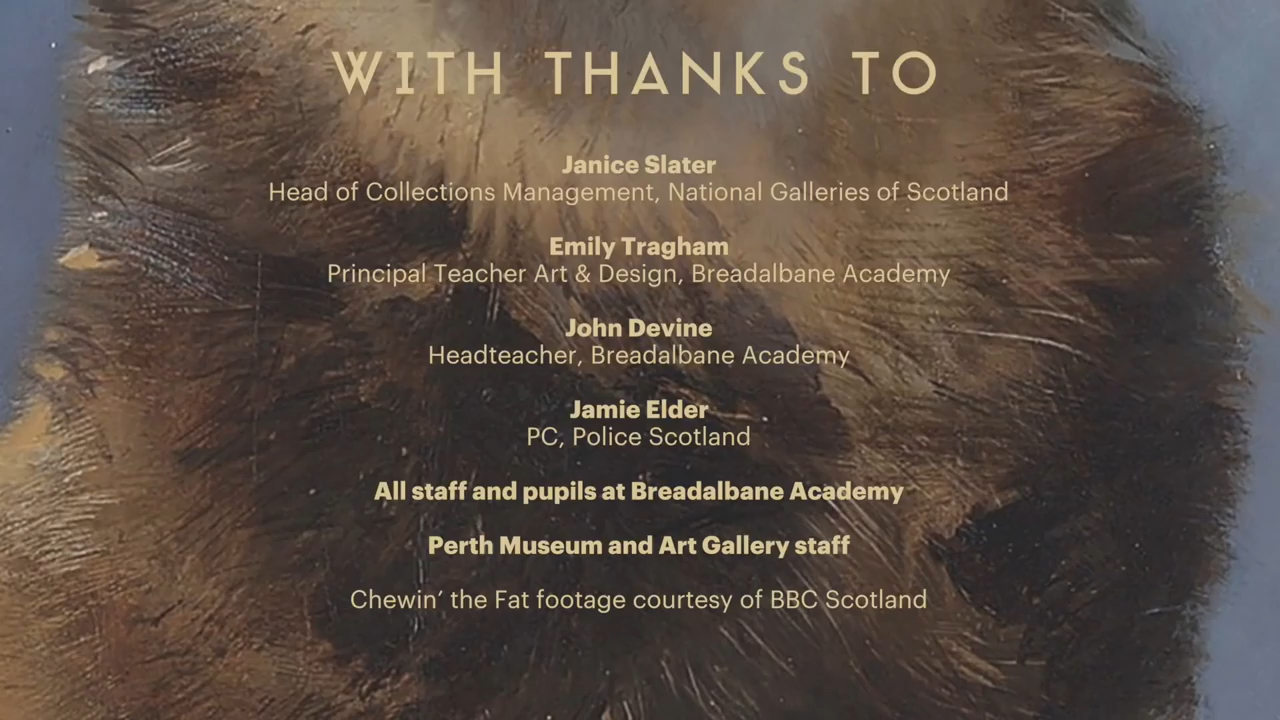 WITH THANKS TO
Janice Slater
Head of Collections Management, National Galleries of Scotland
Emily Tragham
Principal Teacher Art & Design, Breadalbane Academy
John Devine
Headteacher, Breadalbane Academy
Jamie Elder
PC, Police Scotland
All staff and pupils at Breadalbane Academy
Perth Museum and Art Gallery staff
Chewin’ the Fat footage courtesy of BBC Scotland